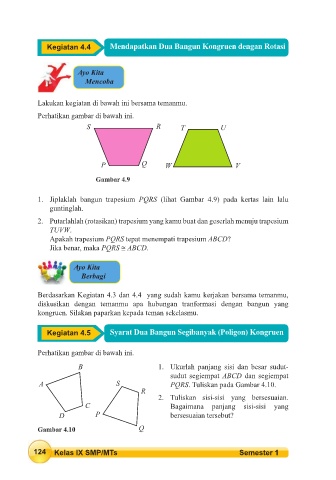 Kegiatan 4.4 Mendapatkan Dua Bangun Kongruen dengan Rotasi
Ayo Kita
Mencoba
Lakukan kegiatan di bawah ini bersama temanmu.
Perhatikan gambar di bawah ini.
S R T U
P Q W V
Gambar 4.9
1. Jiplaklah bangun trapesium PQRS (lihat Gambar 4.9) pada kertas lain lalu
guntinglah.
2. Putarlahlah (rotasikan) trapesium yang kamu buat dan geserlah menuju trapesium
TUVW.
Apakah trapesium PQRS tepat menempati trapesium ABCD?
Jika benar, maka PQRS ≅ ABCD.
Ayo Kita
Berbagi
Berdasarkan Kegiatan 4.3 dan 4.4 yang sudah kamu kerjakan bersama temanmu,
diskusikan dengan temanmu apa hubungan tranformasi dengan bangun yang
kongruen. Silakan paparkan kepada teman sekelasmu.
Kegiatan 4.5 Syarat Dua Bangun Segibanyak (Poligon) Kongruen
Perhatikan gambar di bawah ini.
B
A S
R
C
D P
Q
Gambar 4.10
1. Ukurlah panjang sisi dan besar sudut-
sudut segiempat ABCD dan segiempat
PQRS. Tuliskan pada Gambar 4.10.
2. Tuliskan sisi-sisi yang bersesuaian.
Bagaimana panjang sisi-sisi yang
bersesuaian tersebut?
124 Kelas IX SMP/MTs Semester 1